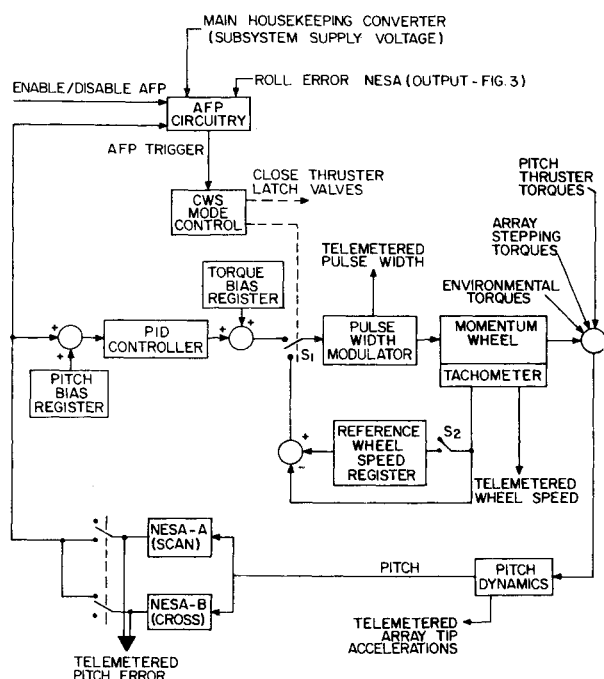 MAIN HOUSEKEEPING CONVERTER
(SUBSYSTEM SUPPLY VOLTAGE)
ROLL ERROR NESA (OUTPUT-FIG. 3)
ENABLE/DISABLE AFP
AFP
CIRCUITRY
AFP TRIGGER
CLOSE THRUSTER
LATCH VALVES
CWS
MODE
CONTROL
PITCH
THRUSTER
TORQUES
ARRAY
STEPPING
TORQUES
ENVIRONMENTAL
TORQUES
TELEMETERED
PULSE WIDTH
TORQUE
BIAS
REGISTER
PID
CONTROLLER
S1
PULSE
WIDTH
MODULATOR
MOMENTUM
WHEEL
TACHOMETER
PITCH
BIAS
REGISTER
REFERENCE
WHEEL
SPEED
REGISTER
S2
TELEMETERED
WHEEL SPEED
NESA-A
(SCAN)
NESA-B
(CROSS)
PITCH
PITCH
DYNAMICS
TELEMETERED
ARRAY TIP
ACCELERATIONS
TELEMETERED
PITCH ERROR